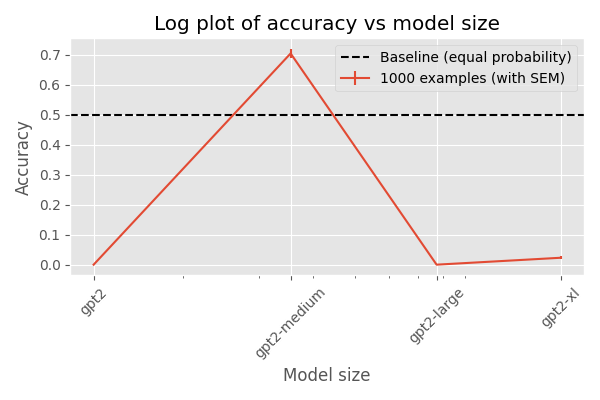 Log plot of accuracy vs model size
Baseline (equal probability)
1000 examples (with SEM)
Accuracy
0.7
0.6
0.5
0.4
0.3
0.2
0.1
0.0
gpt2
gpt2-medium
gpt2-large
gpt2-xl
Model size